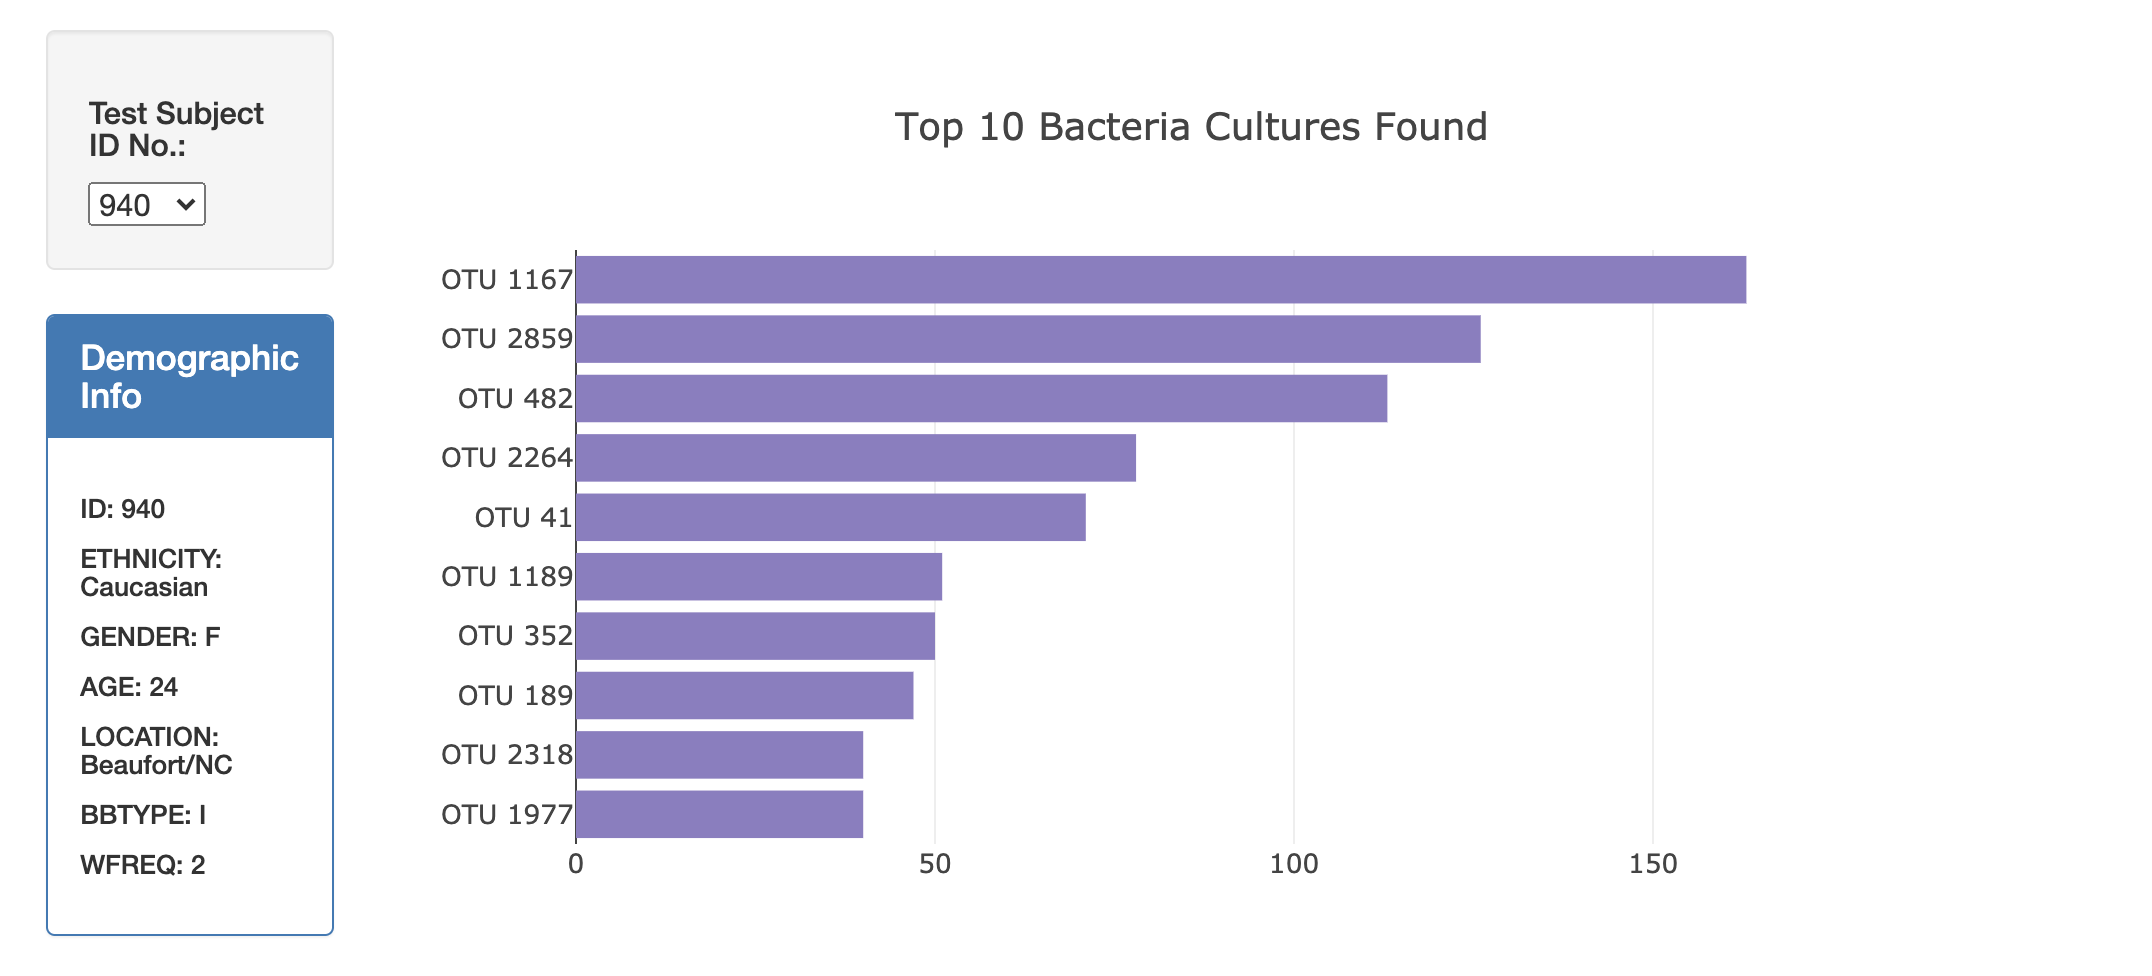 Test Subject
ID No.:
940
Demographic
Info
ID: 940
ETHNICITY:
Caucasian
GENDER: F
AGE: 24
LOCATION:
Beaufort/NC
BBTYPE: I
WFREQ: 2
Top 10 Bacteria Cultures Found
OTU 1167
OTU 2859
OTU 482
OTU 2264
OTU 41
OTU 1189
OTU 352
OTU 189
OTU 2318
OTU 1977
0 50 100 150